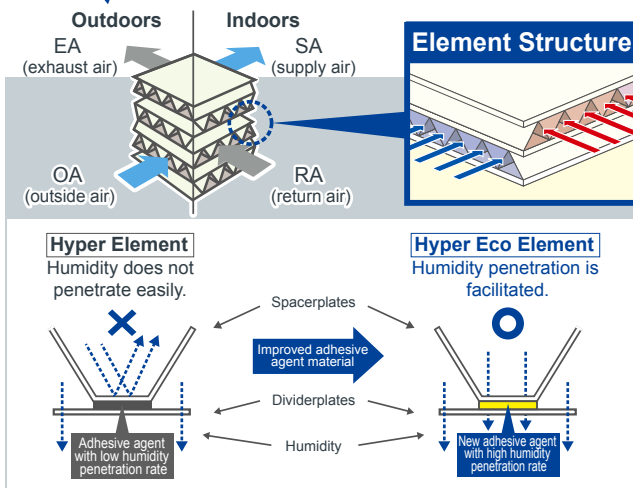 Outdoors
Indoors
EA
(exhaust air)
SA
(supply air)
OA
(outside air)
RA
(return air)
Element Structure
Hyper Element
Humidity does not
penetrate easily.
Hyper Eco Element
Humidity penetration is
facilitated.
Spacerplates
Improved adhesive
agent material
Dividerplates
Humidity
Adhesive agent
with low humidity
penetration rate
New adhesive agent
with high humidity
penetration rate